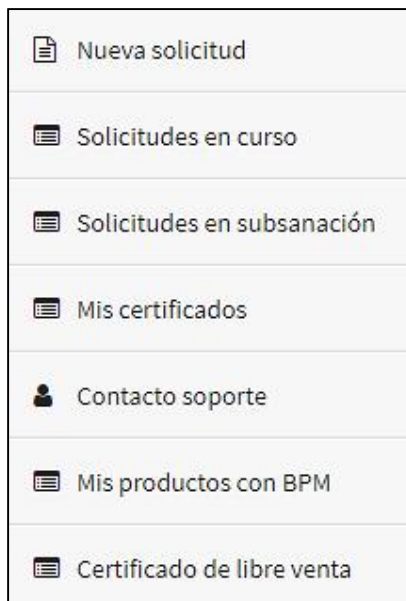 Nueva solicitud
Solicitudes en curso
Solicitudes en subsanación
Mis certificados
Contacto soporte
Mis productos con BPM
Certificado de libre venta